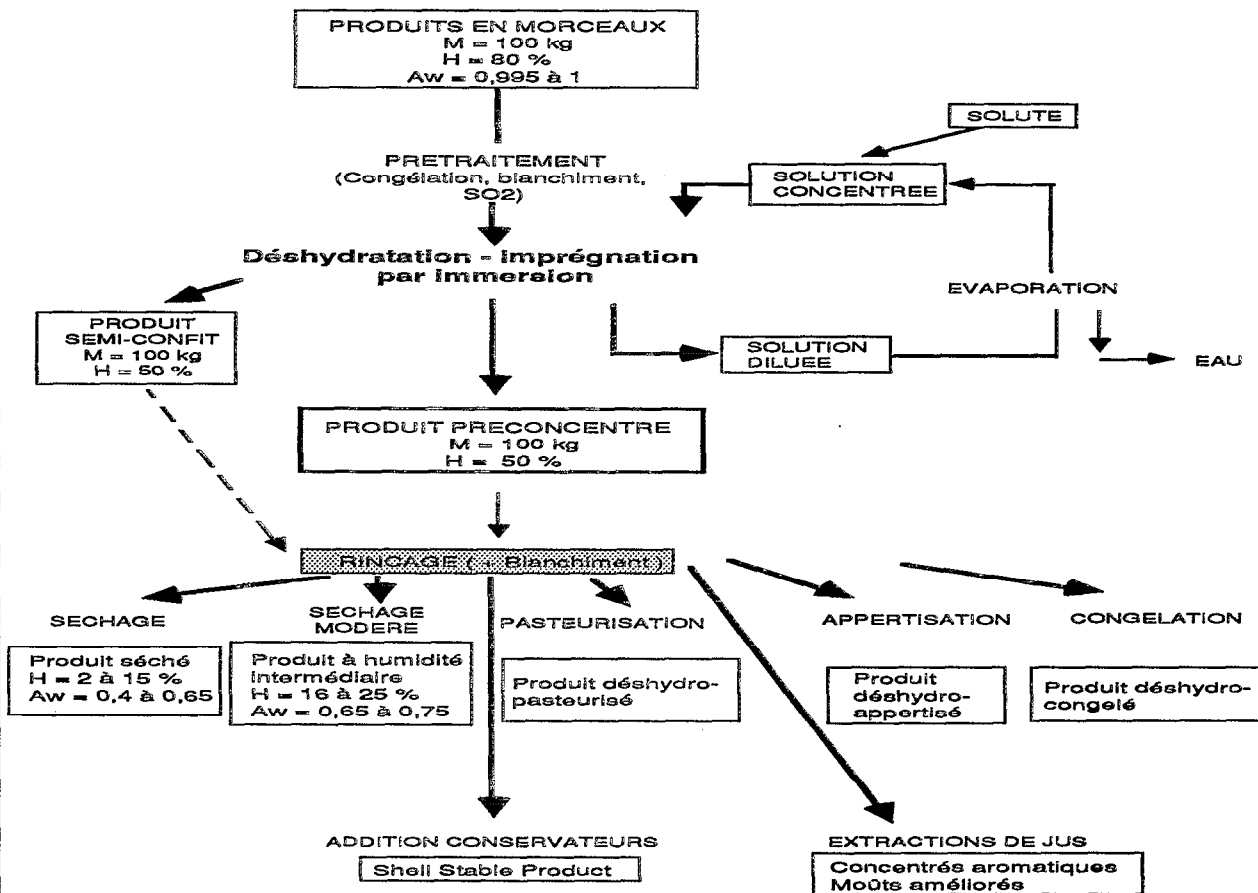 PRODUITS EN MORCEAUX
M = 100 kg
H = 80 %
Aw = 0,995 à 1
SOLUTE
PRETRAITEMENT
(Congélation, blanchiment,
SO2)
SOLUTION
CONCENTREE
Déshydratation - Imprégnation
par immersion
EVAPORATION
PRODUIT
SEMI-CONFIT
M = 100 kg
H = 50 %
SOLUTION
DILUEE
EAU
PRODUIT PRECONCENTRE
M = 100 kg
H = 50 %
RINCAGE ( + Blanchiment )
SECHAGE
SECHAGE
MODERE
PASTEURISATION
APPERTISATION
CONGELATION
Produit séché
H = 2 à 15 %
Aw = 0,4 à 0,65
Produit à humidité
intermédiaire
H = 16 à 25 %
Aw = 0,65 à 0,75
Produit déshydro-
pasteurisé
Produit
déshydro-
appertisé
Produit déshydro-
congelé
ADDITION CONSERVATEURS
Shell Stable Product
EXTRACTIONS DE JUS
Concentrés aromatiques
Moûts améliorés